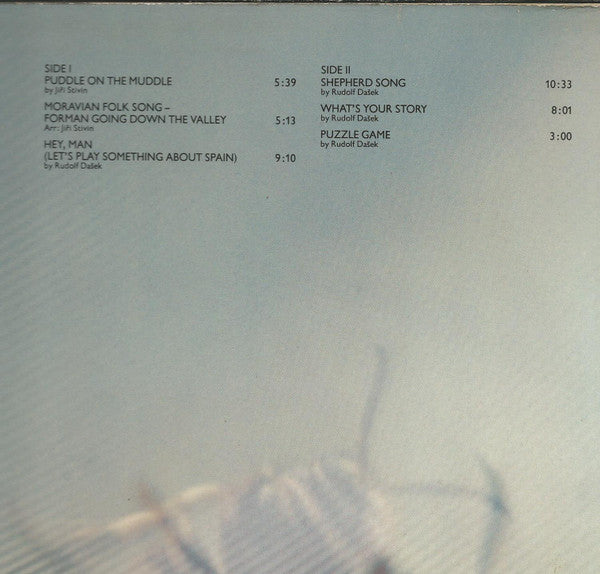 SIDE I
PUDDLE ON THE MUDDLE 5:39
by Jiří Stivín
MORAVIAN FOLK SONG –
FORMAN GOING DOWN THE VALLEY 5:13
Arr: Jiří Stivín
HEY, MAN
(LET'S PLAY SOMETHING ABOUT SPAIN) 9:10
by Rudolf Dašek
SIDE II
SHEPHERD SONG 10:33
by Rudolf Dašek
WHAT'S YOUR STORY 8:01
by Rudolf Dašek
PUZZLE GAME 3:00
by Rudolf Dašek